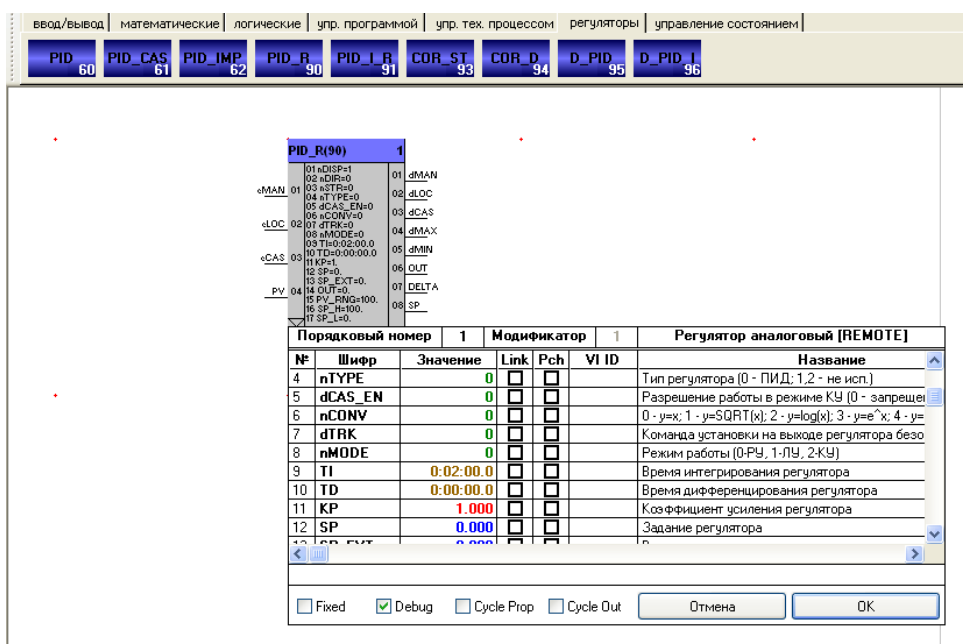 ввод/вывод математические логические упр. программой упр. тех. процессом регуляторы управление состоянием
PID 60 PID_CAS 61 PID_IMP 62 PID_R 90 PID_I_R 91 COR_ST 93 COR_D 94 D_PID 95 D_PID_I 96
PID_R(90) 1
01 nDISP=1
02 nDIR=0
03 nSTR=0
04 nTYPE=0
05 dCAS_EN=0
06 nCONV=0
07 dTRK=0
08 nMODE=0
09 TI=0:02:00.0
10 TD=0:00:00.0
11 KP=1.
12 SP=0.
13 SP_EXT=0.
14 OUT=0.
15 PV_RNG=100.
16 SP_H=100.
17 SP_L=0.
cMAN 01
cLOC 02
cCAS 03
PV 04
01 dMAN
02 dLOC
03 dCAS
04 dMAX
05 dMIN
06 OUT
07 DELTA
08 SP
Порядковый номер 1 Модификатор 1 Регулятор аналоговый [REMOTE]
№ Шифр Значение Link Pch VI ID Название
4 nTYPE 0 Тип регулятора (0 - ПИД; 1,2 - не исп.)
5 dCAS_EN 0 Разрешение работы в режиме КУ (0 - запрещен
6 nCONV 0 0 - y=x; 1 - y=SQRT(x); 2 - y=log(x); 3 - y=e^x; 4 - y=
7 dTRK 0 Команда установки на выходе регулятора безо
8 nMODE 0 Режим работы (0-РУ, 1-ЛУ, 2-КУ)
9 TI 0:02:00.0 Время интегрирования регулятора
10 TD 0:00:00.0 Время дифференцирования регулятора
11 KP 1.000 Коэффициент усиления регулятора
12 SP 0.000 Задание регулятора
13 SP_EXT 0.000
Fixed Debug Cycle Prop Cycle Out Отмена OK